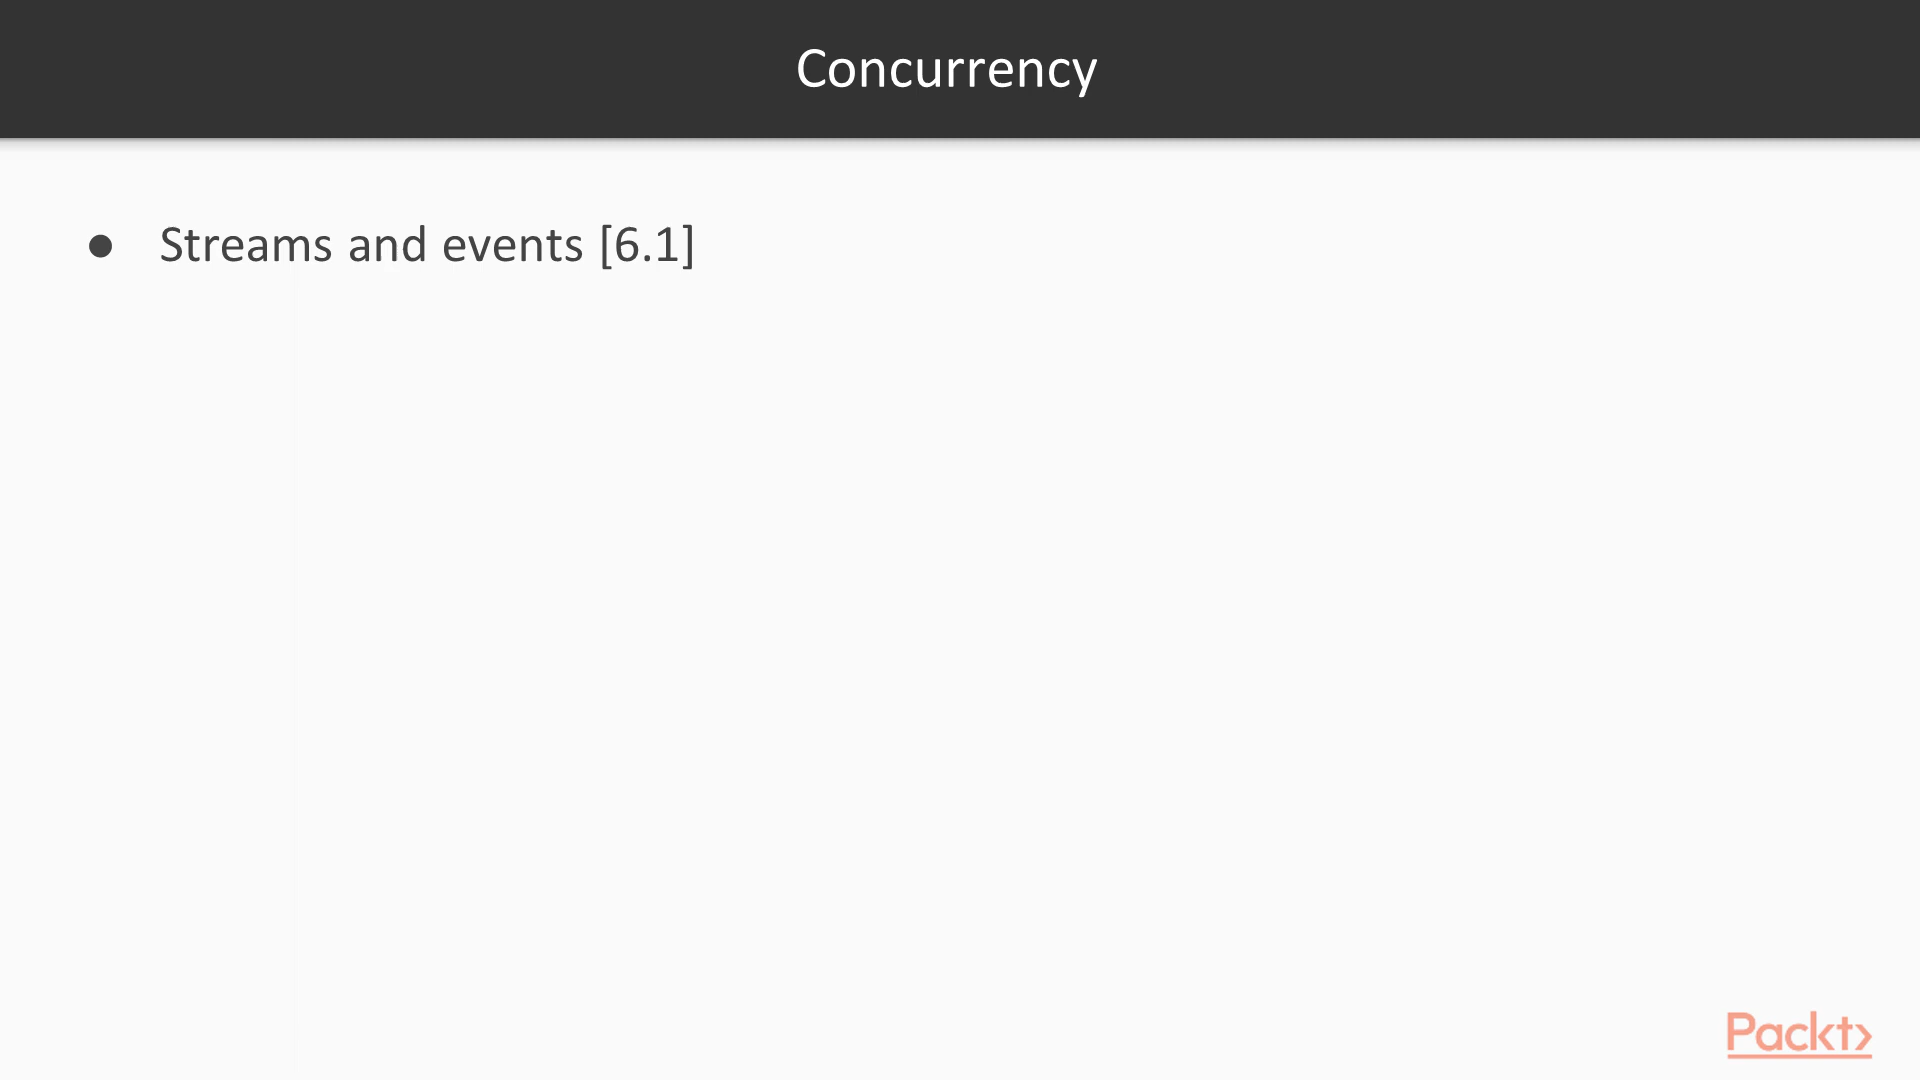 Concurrency
● Streams and events [6.1]
Packt>